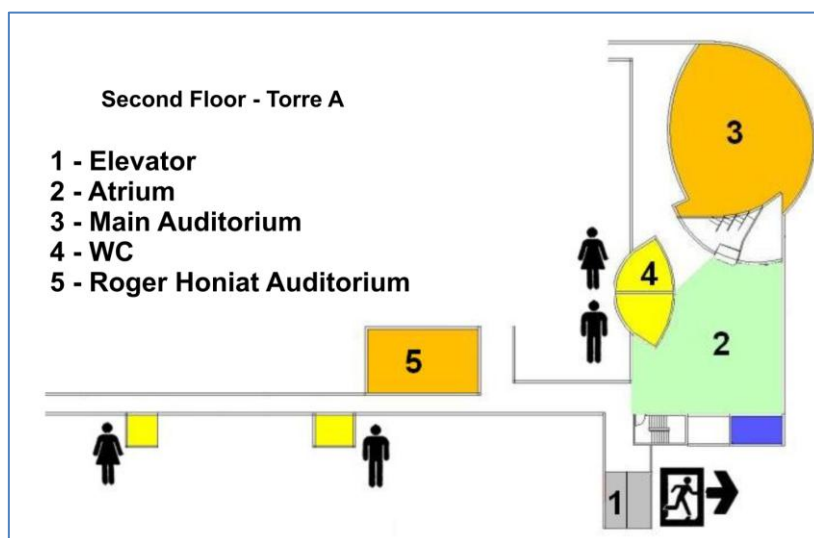 Second Floor - Torre A
1 - Elevator
2 - Atrium
3 - Main Auditorium
4 - WC
5 - Roger Honiat Auditorium
3
4
2
5
1